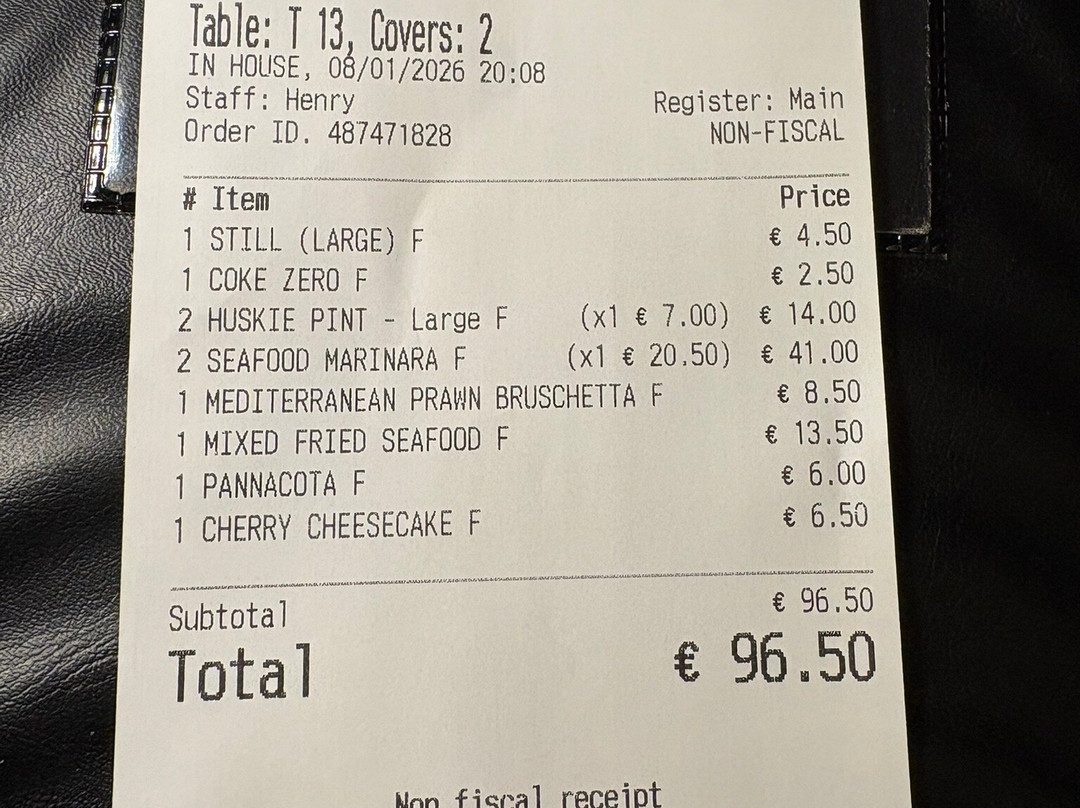 Table: T 13, Covers: 2
IN HOUSE, 08/01/2026 20:08
Staff: Henry Register: Main
Order ID. 487471828 NON-FISCAL
# Item Price
1 STILL (LARGE) F € 4.50
1 COKE ZERO F € 2.50
2 HUSKIE PINT - Large F (x1 € 7.00) € 14.00
2 SEAFOOD MARINARA F (x1 € 20.50) € 41.00
1 MEDITERRANEAN PRAWN BRUSCHETTA F € 8.50
1 MIXED FRIED SEAFOOD F € 13.50
1 PANNACOTA F € 6.00
1 CHERRY CHEESECAKE F € 6.50
Subtotal € 96.50
Total € 96.50
Non fiscal receipt